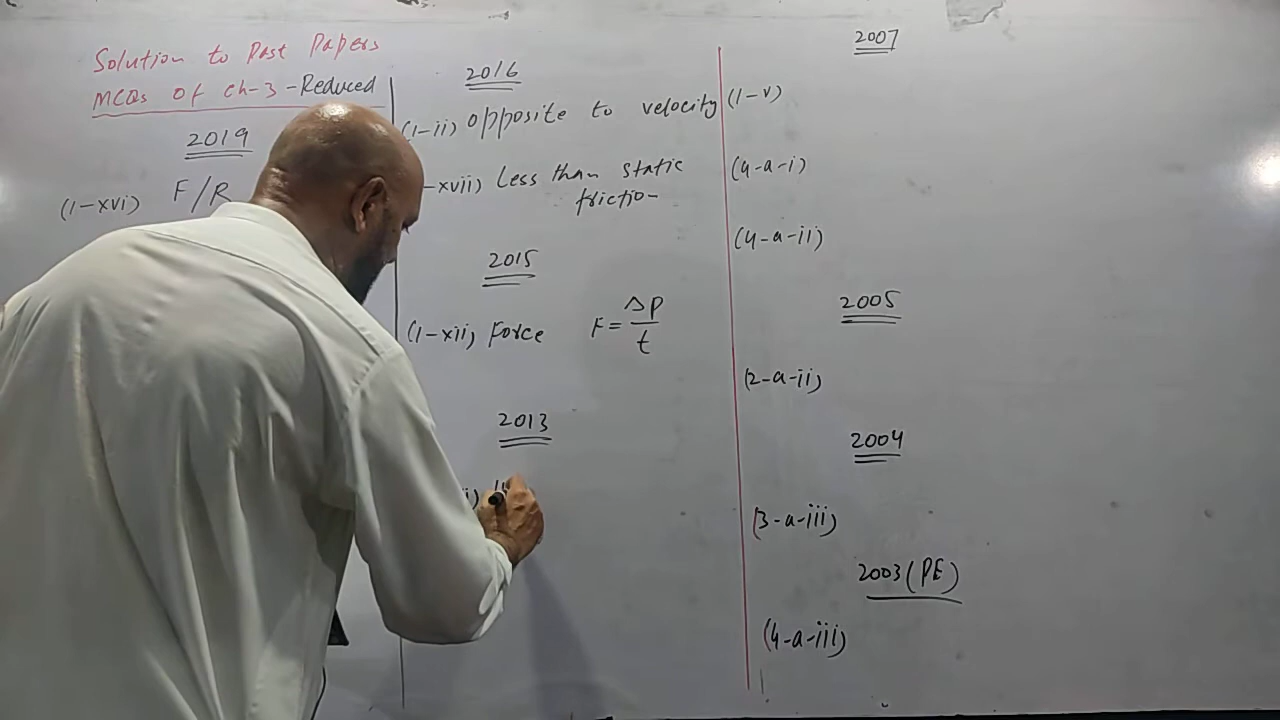 Solution to Past Papers
MCQs Of Ch-3-Reduced
2019
(1-xvi) F/R
2016
(1-ii) Opposite to velocity
-xvii) Less than static
friction
2015
(1-xii) Force F = ΔP/t
2013
2007
(1-v)
(4-a-i)
(4-a-ii)
2005
(2-a-ii)
2004
(3-a-iii)
2003(PE)
(4-a-iii)